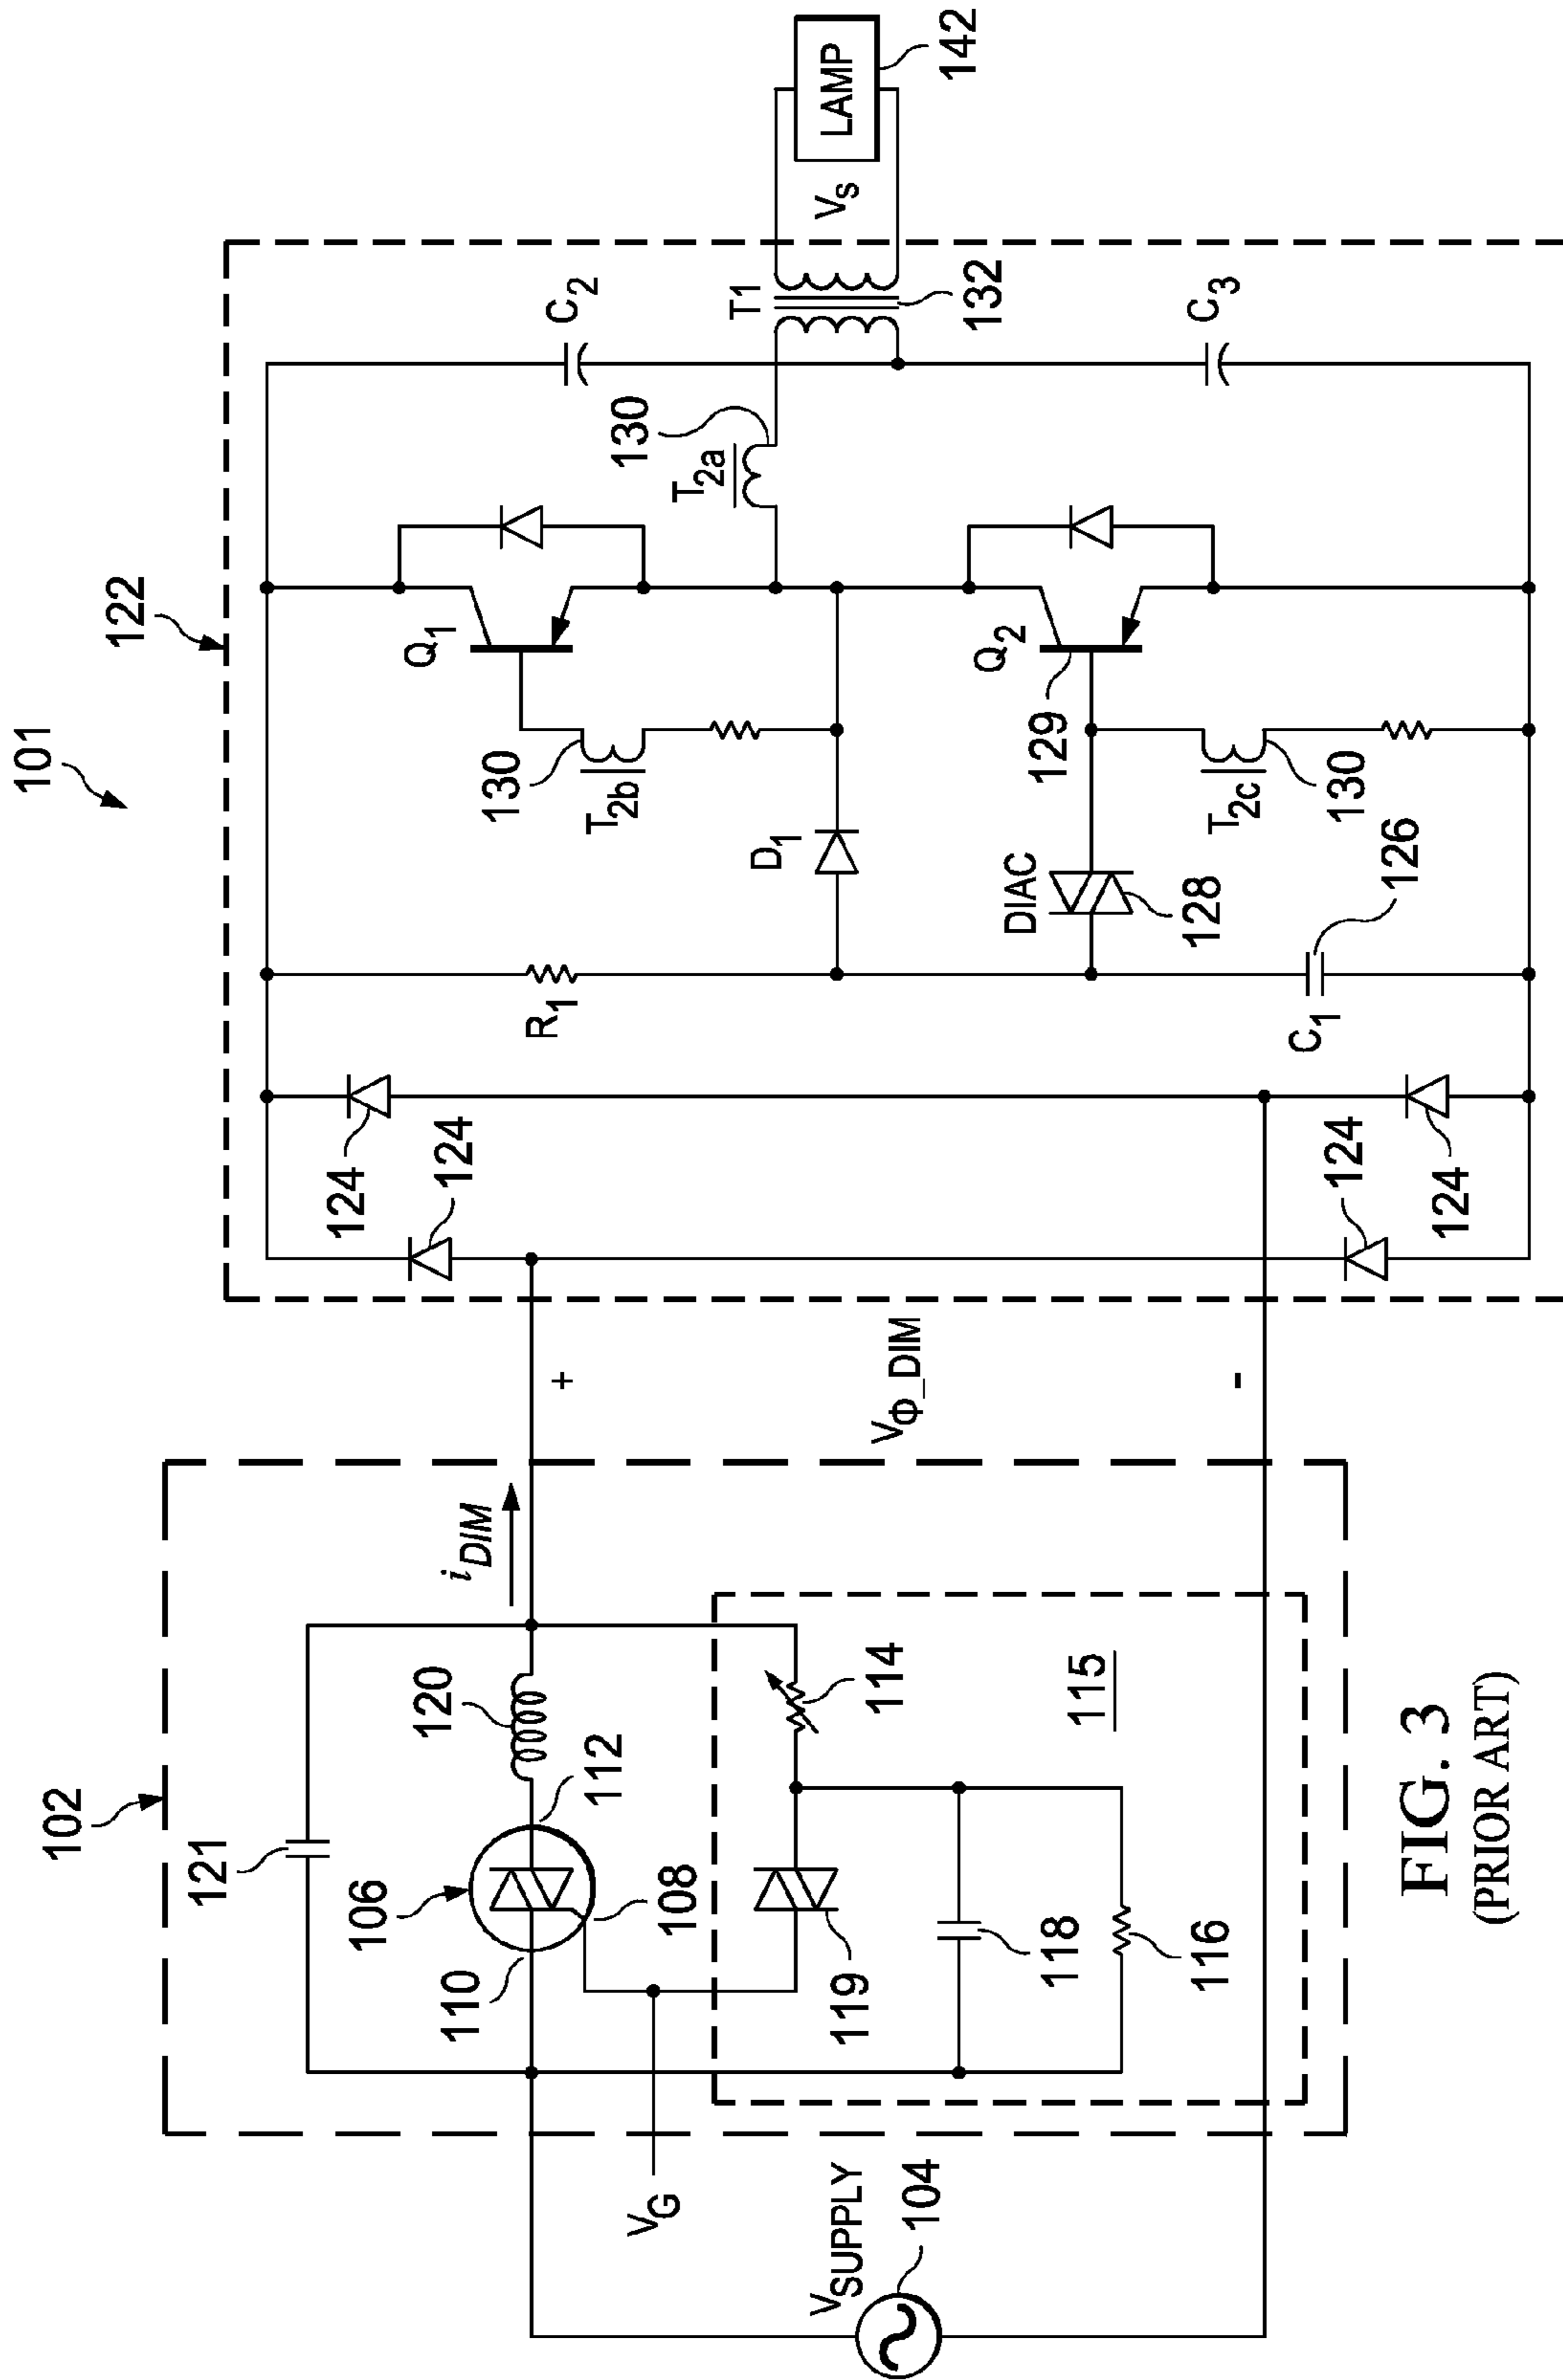 101
102
122
121
106
110
108
112
120
i_DIM
+
V_Φ_DIM
-
114
115
119
118
116
V_G
V_SUPPLY
104
124
124
124
124
R_1
C_1
126
D_1
DIAC
128
Q_1
130
T_2b
Q_2
129
T_2c
130
T_2a
130
C_2
C_3
T1
132
V_S
LAMP
142
FIG. 3
(PRIOR ART)